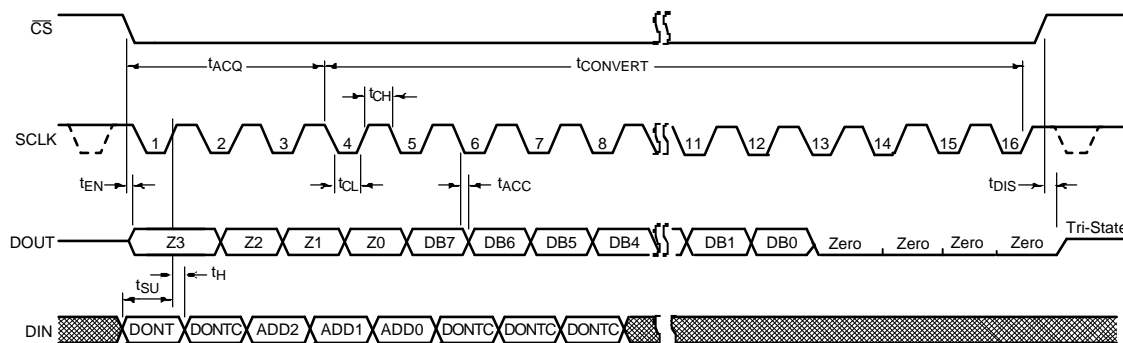 CS
tACQ
tCONVERT
tCH
SCLK
1 2 3 4 5 6 7 8 11 12 13 14 15 16
tEN
tCL
tACC
tDIS
DOUT
Z3 Z2 Z1 Z0 DB7 DB6 DB5 DB4 DB1 DB0 Zero Zero Zero Zero
Tri-State
tSU
tH
DIN
DONT DONTC ADD2 ADD1 ADD0 DONTC DONTC DONTC